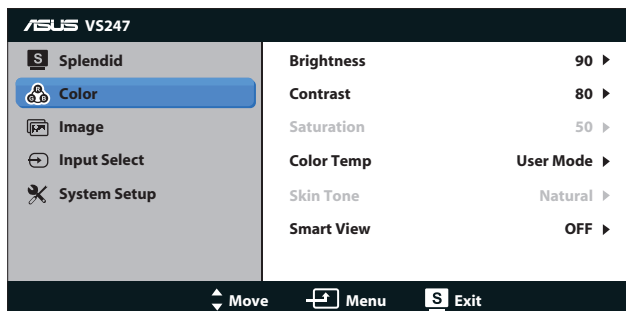 ASUS VS247
S Splendid
R G B Color
Image
Input Select
System Setup
Brightness 90
Contrast 80
Saturation 50
Color Temp User Mode
Skin Tone Natural
Smart View OFF
Move Menu S Exit